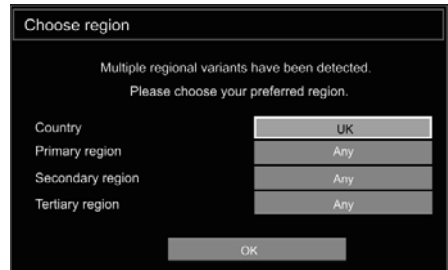 Choose region
Multiple regional variants have been detected.
Please choose your preferred region.
Country UK
Primary region Any
Secondary region Any
Tertiary region Any
OK